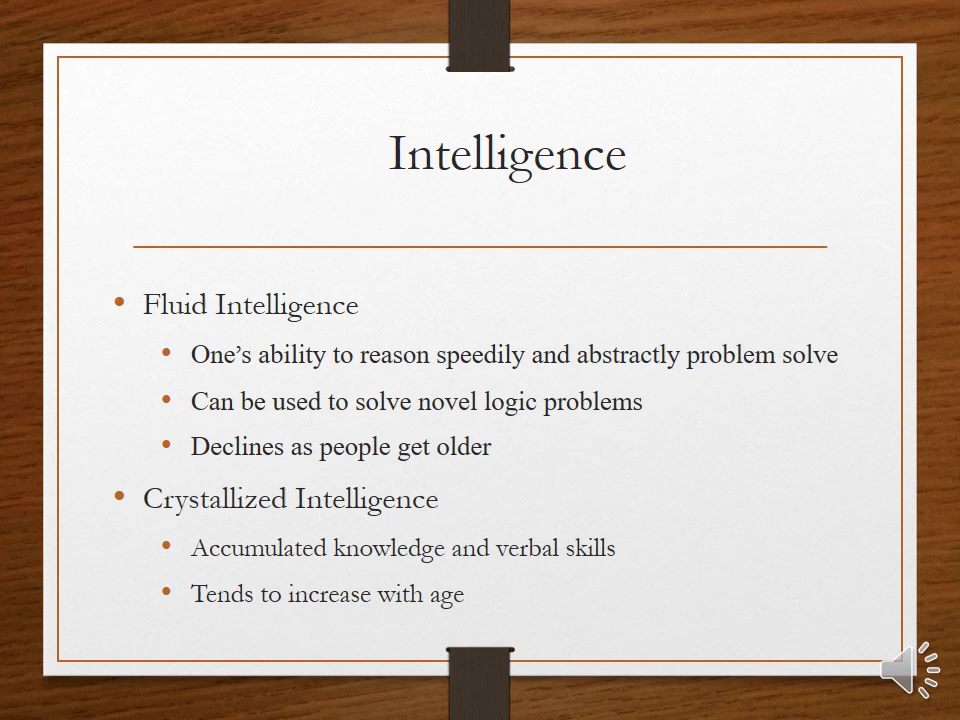 Intelligence
• Fluid Intelligence
• One’s ability to reason speedily and abstractly problem solve
• Can be used to solve novel logic problems
• Declines as people get older
• Crystallized Intelligence
• Accumulated knowledge and verbal skills
• Tends to increase with age